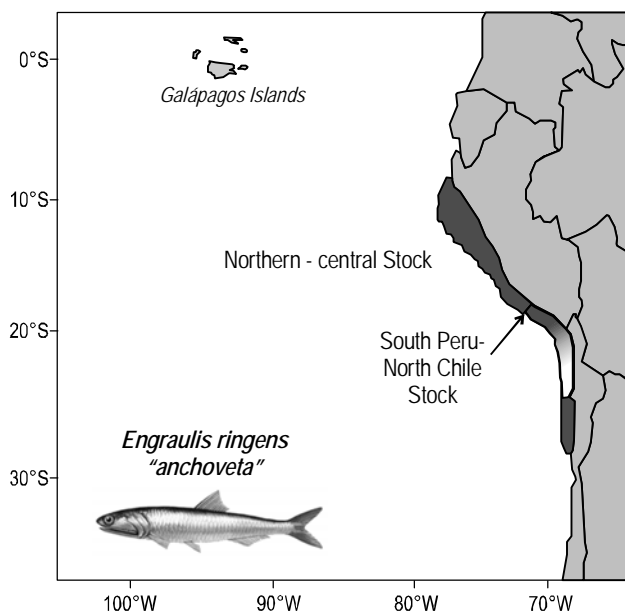 0°S
Galápagos Islands
10°S
Northern - central Stock
20°S
South Peru-
North Chile
Stock
Engraulis ringens
“anchoveta”
30°S
100°W
90°W
80°W
70°W